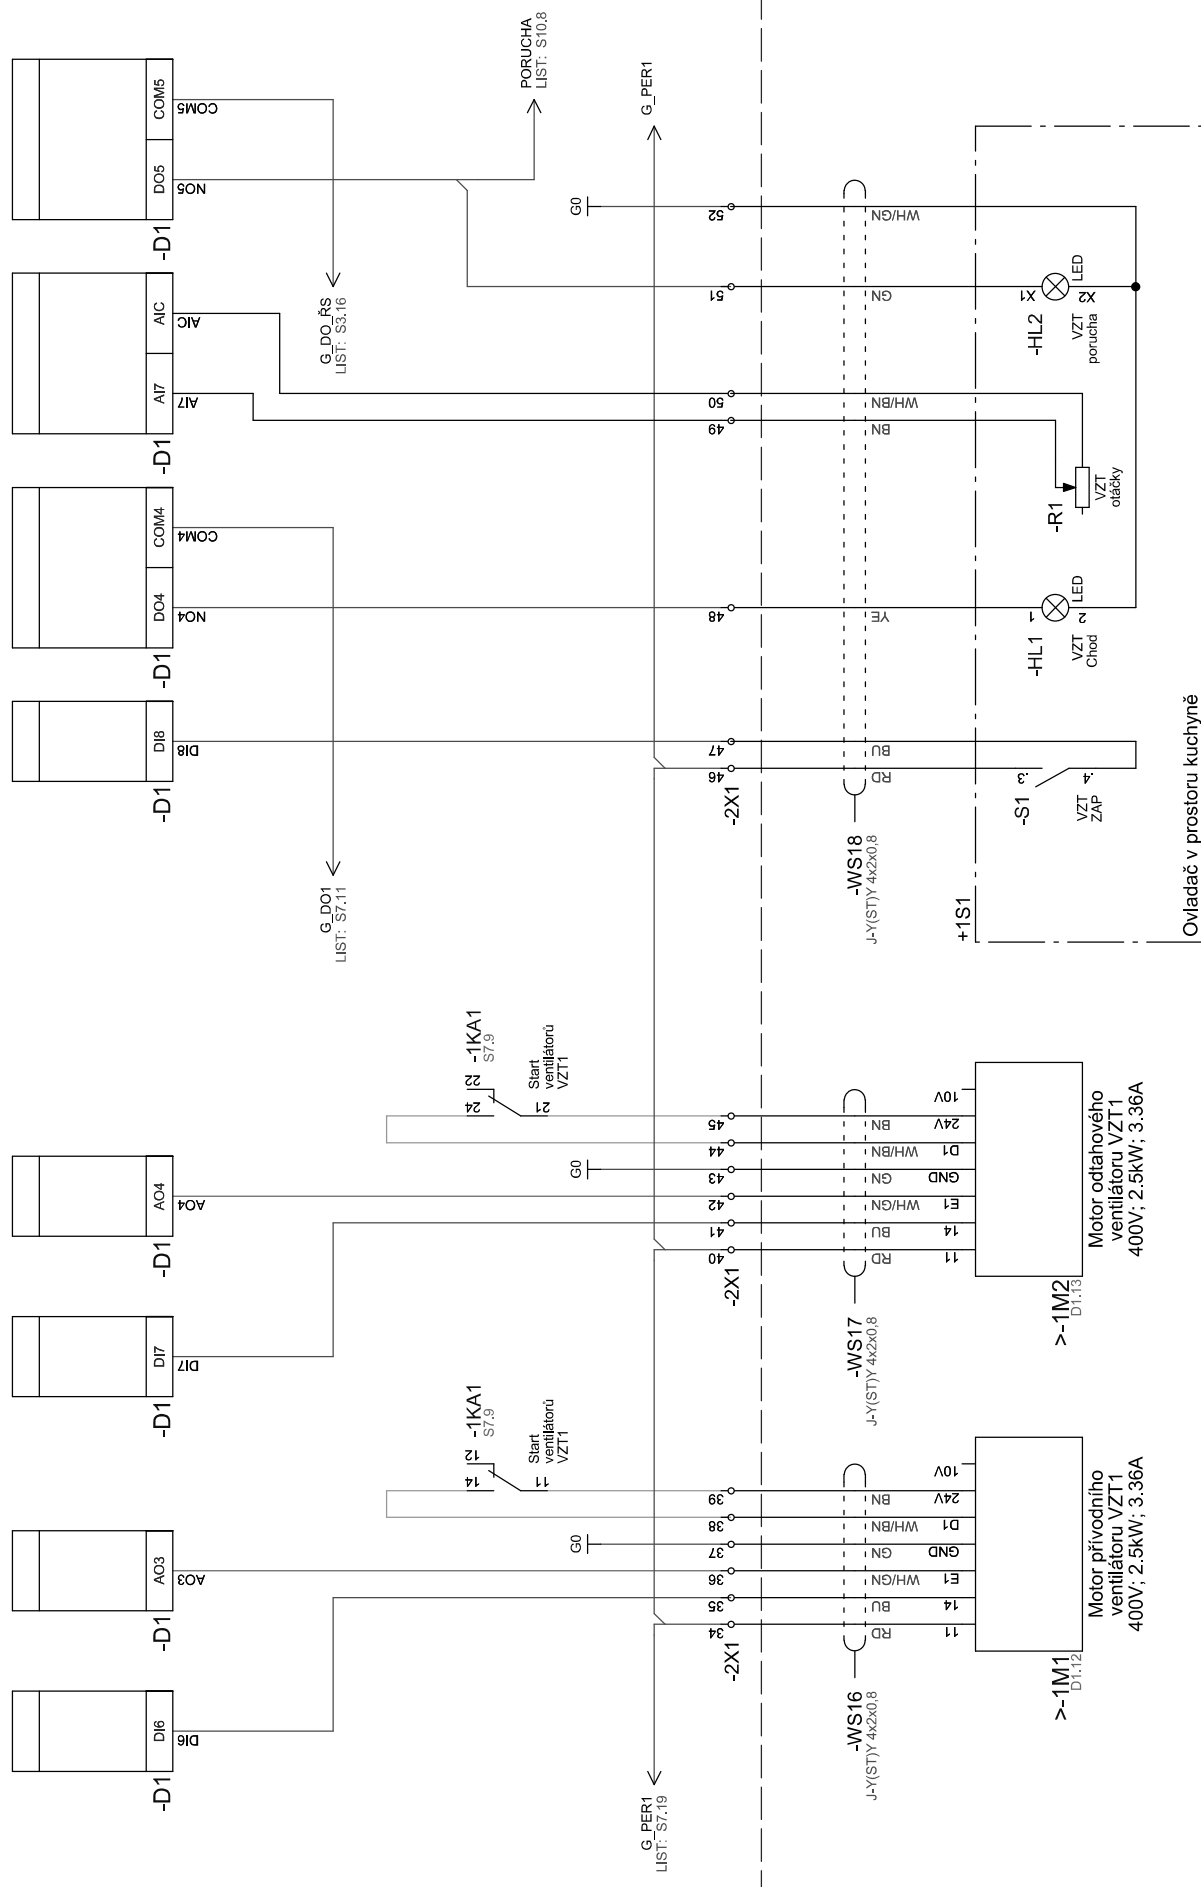 -D1
DI6
DI6
-D1
AO3
AO3
-D1
DI7
DI7
-D1
AO4
AO4
-D1
DI8
DI8
-D1
DO4
COM4
NO4
COM4
-D1
AI7
AIC
AI7
AIC
-D1
DO5
COM5
NO5
COM5
G_DO1
LIST: S7.11
G_DO_ŘS
LIST: S3.16
PORUCHA
LIST: S10.8
-1KA1
S7.9
14
12
11
Start
ventilátorů
VZT1
-1KA1
S7.9
24
22
21
Start
ventilátorů
VZT1
G0
G0
G0
G_PER1
LIST: S7.19
G_PER1
-2X1
34
35
36
37
38
39
-2X1
40
41
42
43
44
45
-2X1
46
47
48
49
50
51
52
-WS16
J-Y(ST)Y 4x2x0,8
RD
BU
WH/GN
GN
WH/BN
BN
-WS17
J-Y(ST)Y 4x2x0,8
RD
BU
WH/GN
GN
WH/BN
BN
-WS18
J-Y(ST)Y 4x2x0,8
RD
BU
YE
BN
WH/BN
GN
WH/GN
11
14
E1
GND
D1
24V
10V
>-1M1
D1.12
Motor přívodního
ventilátoru VZT1
400V; 2.5kW; 3.36A
11
14
E1
GND
D1
24V
10V
>-1M2
D1.13
Motor odtahového
ventilátoru VZT1
400V; 2.5kW; 3.36A
+1S1
-S1
.3
.4
VZT
ZAP
-HL1
1
2
LED
VZT
Chod
-R1
VZT
otáčky
-HL2
X1
X2
LED
VZT
porucha
Ovladač v prostoru kuchyně